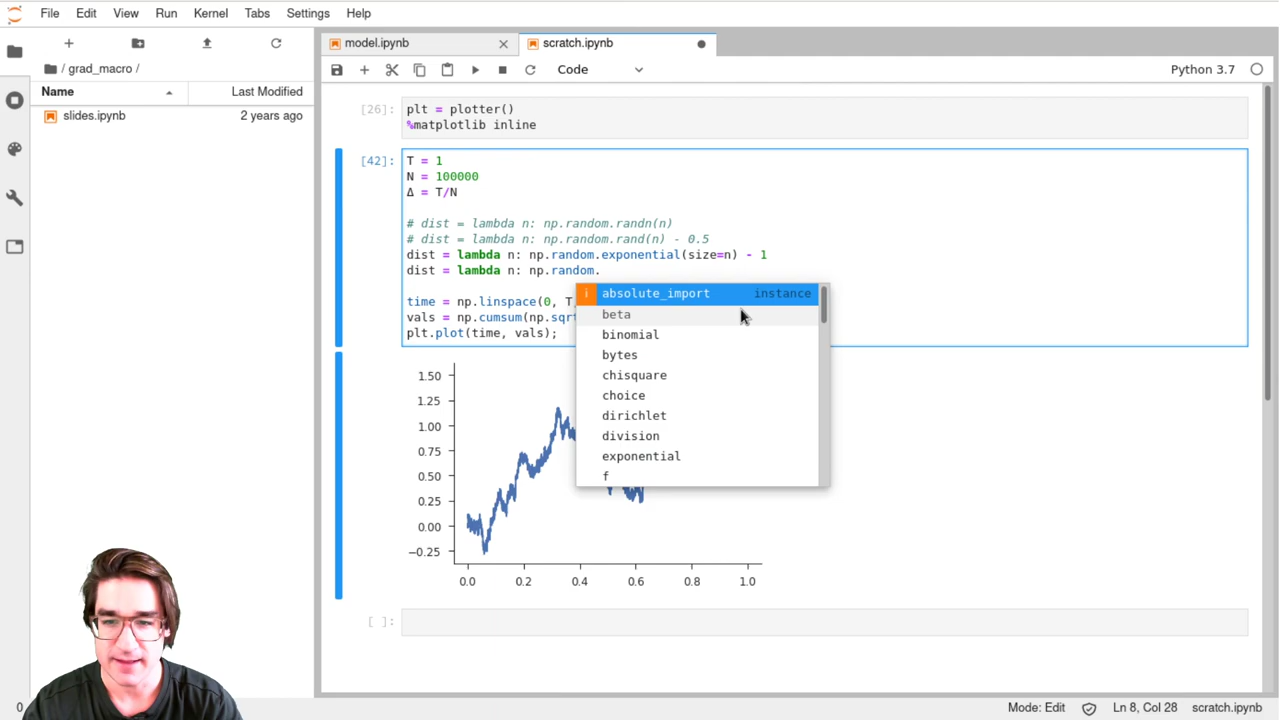 File Edit View Run Kernel Tabs Settings Help
/ grad_macro /
Name Last Modified
slides.ipynb 2 years ago
model.ipynb
scratch.ipynb
Code
Python 3.7
[26]:
plt = plotter()
%matplotlib inline
[42]:
T = 1
N = 100000
Δ = T/N
# dist = lambda n: np.random.randn(n)
# dist = lambda n: np.random.rand(n) - 0.5
dist = lambda n: np.random.exponential(size=n) - 1
dist = lambda n: np.random.
time = np.linspace(0, T
vals = np.cumsum(np.sqrt
plt.plot(time, vals);
absolute_import instance
beta
binomial
bytes
chisquare
choice
dirichlet
division
exponential
f
1.50
1.25
1.00
0.75
0.50
0.25
0.00
−0.25
0.0 0.2 0.4 0.6 0.8 1.0
[ ]:
0
Mode: Edit Ln 8, Col 28 scratch.ipynb